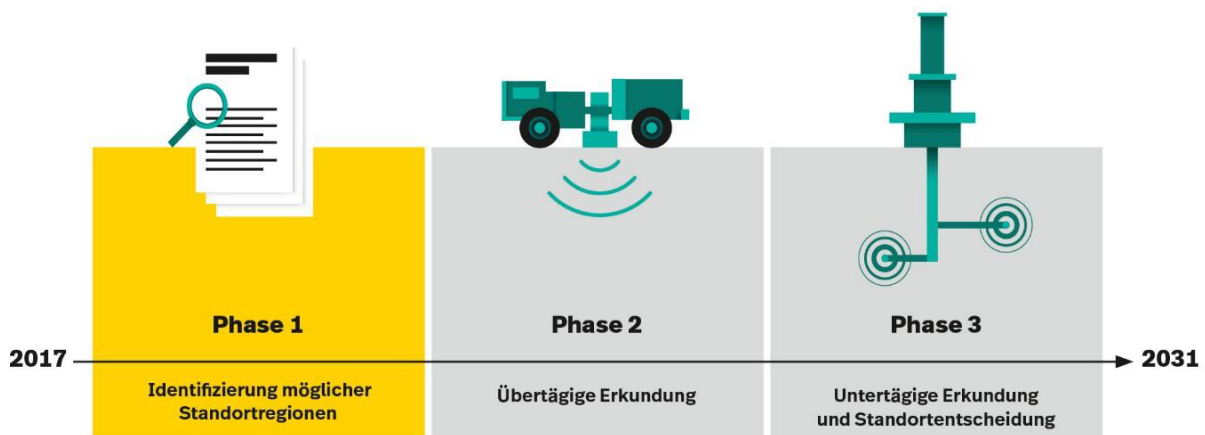 Phase 1
Phase 2
Phase 3
2017
2031
Identifizierung möglicher
Standortregionen
Übertägige Erkundung
Untertägige Erkundung
und Standortentscheidung